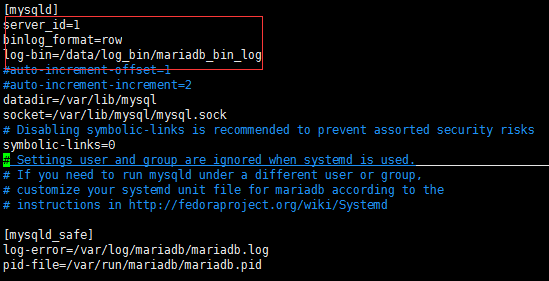 [mysqld]
server_id=1
binlog_format=row
log-bin=/data/log_bin/mariadb_bin_log
#auto-increment-offset=1
#auto-increment-increment=2
datadir=/var/lib/mysql
socket=/var/lib/mysql/mysql.sock
# Disabling symbolic-links is recommended to prevent assorted security risks
symbolic-links=0
# Settings user and group are ignored when systemd is used.
# If you need to run mysqld under a different user or group,
# customize your systemd unit file for mariadb according to the
# instructions in http://fedoraproject.org/wiki/Systemd
[mysqld_safe]
log-error=/var/log/mariadb/mariadb.log
pid-file=/var/run/mariadb/mariadb.pid